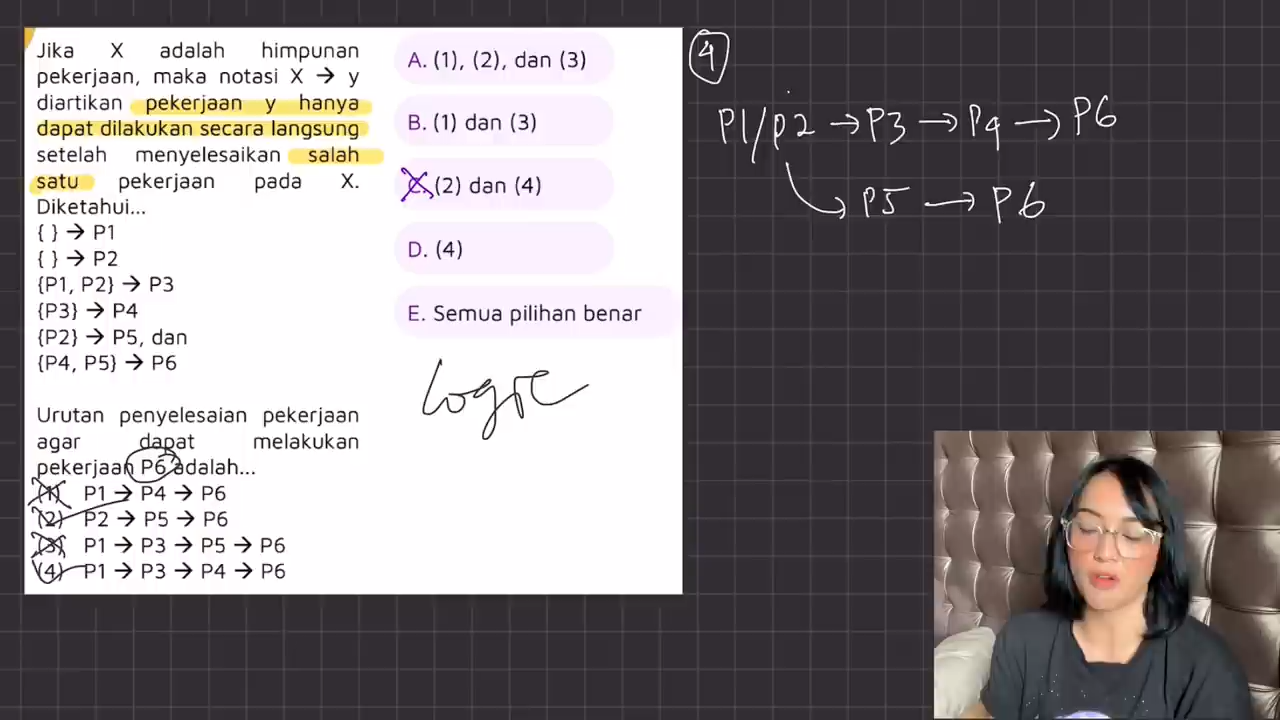 Jika X adalah himpunan
pekerjaan, maka notasi X → y
diartikan pekerjaan y hanya
dapat dilakukan secara langsung
setelah menyelesaikan salah
satu pekerjaan pada X.
Diketahui...
{ } → P1
{ } → P2
{P1, P2} → P3
{P3} → P4
{P2} → P5, dan
{P4, P5} → P6
Urutan penyelesaian pekerjaan
agar dapat melakukan
pekerjaan P6 adalah...
(1) P1 → P4 → P6
(2) P2 → P5 → P6
(3) P1 → P3 → P5 → P6
(4) P1 → P3 → P4 → P6
A. (1), (2), dan (3)
B. (1) dan (3)
C. (2) dan (4)
D. (4)
E. Semua pilihan benar
Logic
4
P1/P2 → P3 → P4 → P6
P5 → P6